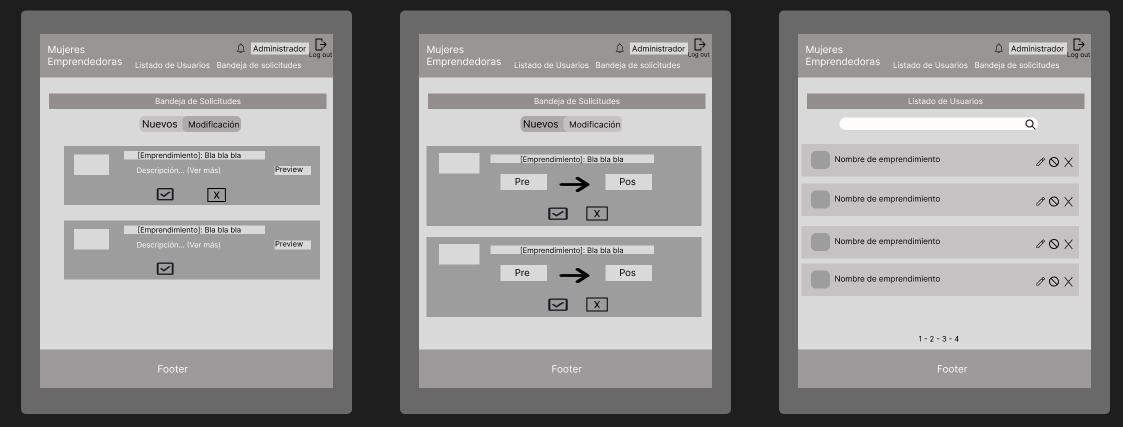 Mujeres
Emprendedoras
Administrador
Log out
Listado de Usuarios Bandeja de solicitudes
Bandeja de Solicitudes
Nuevos Modificación
[Emprendimiento]: Bla bla bla
Descripción... (Ver más)
Preview
X
[Emprendimiento]: Bla bla bla
Descripción... (Ver más)
Preview
Footer
Mujeres
Emprendedoras
Administrador
Log out
Listado de Usuarios Bandeja de solicitudes
Bandeja de Solicitudes
Nuevos Modificación
[Emprendimiento]: Bla bla bla
Pre Pos
X
[Emprendimiento]: Bla bla bla
Pre Pos
X
Footer
Mujeres
Emprendedoras
Administrador
Log out
Listado de Usuarios Bandeja de solicitudes
Listado de Usuarios
Nombre de emprendimiento
Nombre de emprendimiento
Nombre de emprendimiento
Nombre de emprendimiento
1 - 2 - 3 - 4
Footer